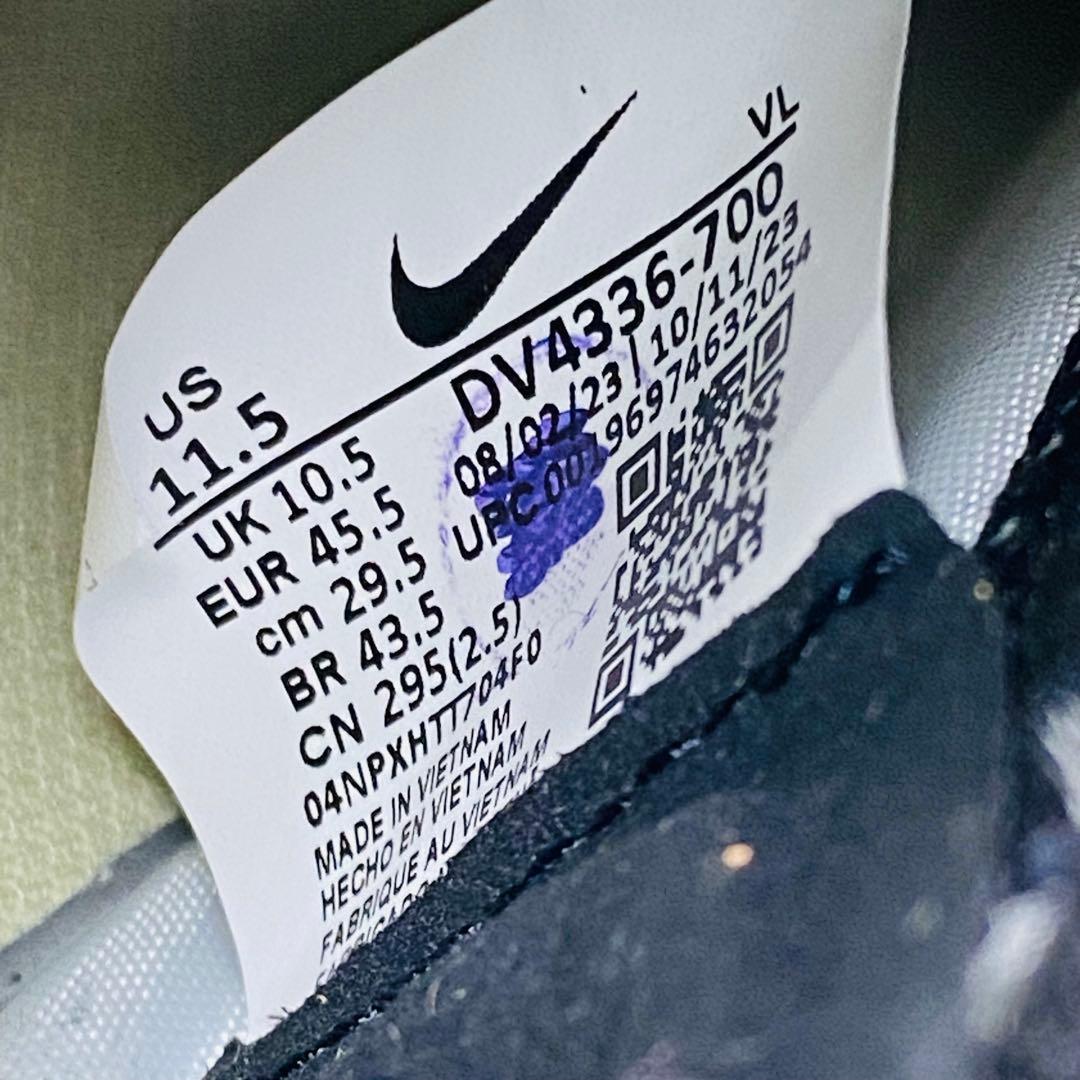 VL
US
11.5
UK 10.5
EUR 45.5
cm 29.5
BR 43.5
CN 295(2.5)
DV4336-700
08/02/23 | 10/11/23
UPC 00196974632054
04NPXHTT704F0
MADE IN VIETNAM
HECHO EN VIETNAM
FABRIQUE AU VIETNAM